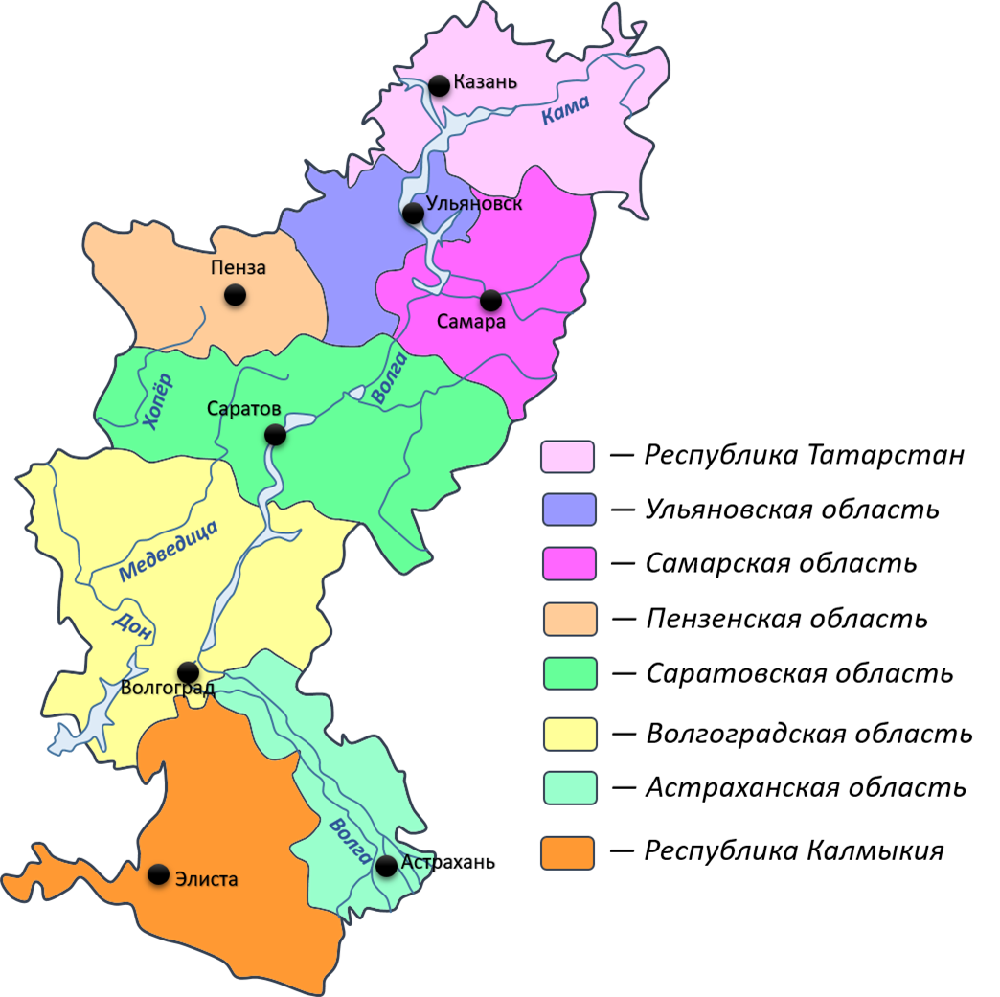 Казань
Кама
Ульяновск
Пенза
Самара
Волга
Хопёр
Саратов
Медведица
Дон
Волгоград
Волга
Астрахань
Элиста
— Республика Татарстан
— Ульяновская область
— Самарская область
— Пензенская область
— Саратовская область
— Волгоградская область
— Астраханская область
— Республика Калмыкия